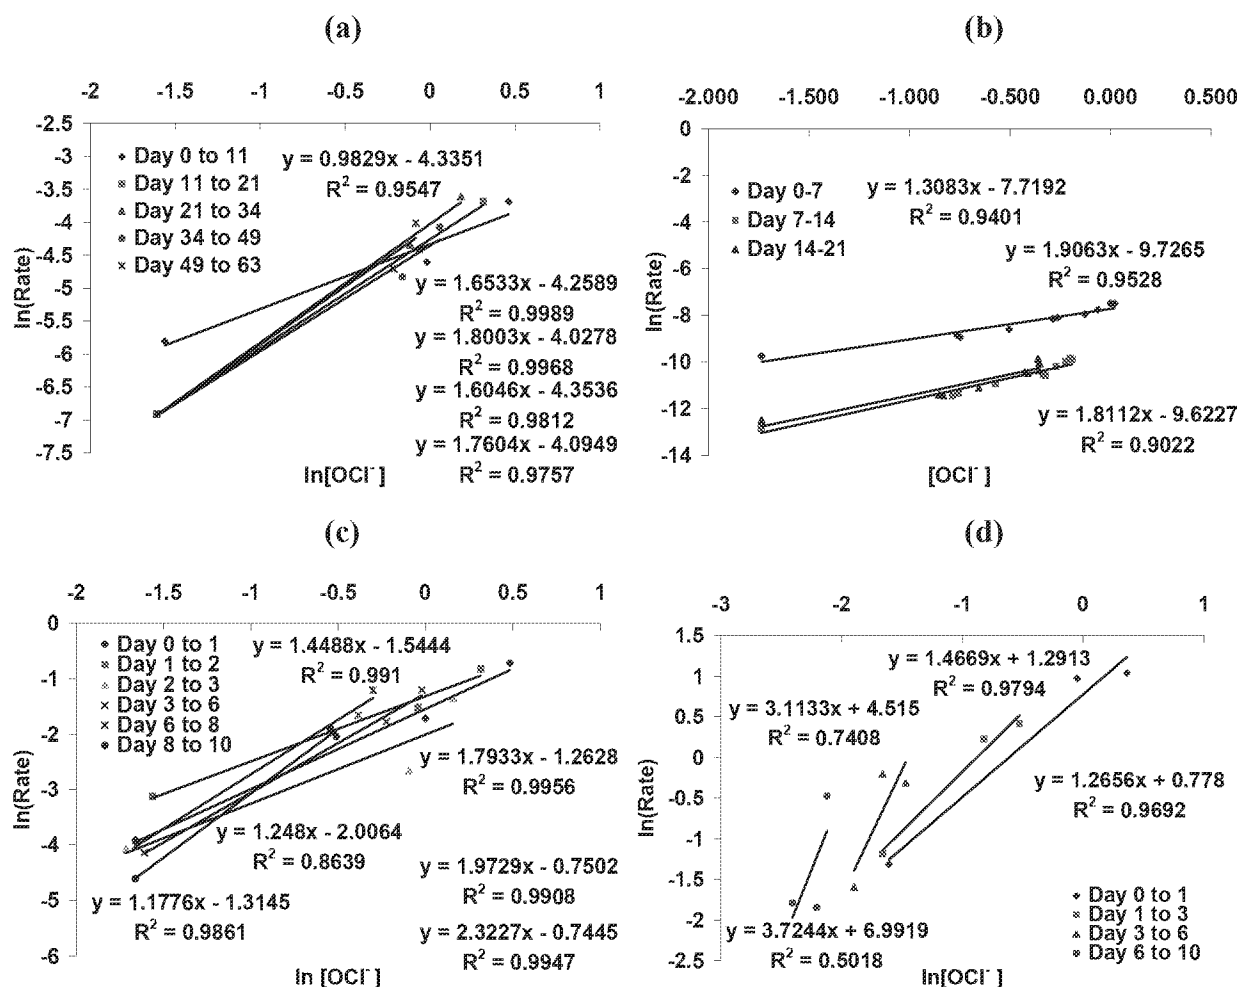 (a)
-2 -1.5 -1 -0.5 0 0.5 1
-2.5
-3
-3.5
-4
-4.5
-5
-5.5
-6
-6.5
-7
-7.5
ln(Rate)
Day 0 to 11
Day 11 to 21
Day 21 to 34
Day 34 to 49
Day 49 to 63
y = 0.9829x - 4.3351
R² = 0.9547
y = 1.6533x - 4.2589
R² = 0.9989
y = 1.8003x - 4.0278
R² = 0.9968
y = 1.6046x - 4.3536
R² = 0.9812
y = 1.7604x - 4.0949
R² = 0.9757
ln[OCl⁻]
(b)
-2.000 -1.500 -1.000 -0.500 0.000 0.500
0
-2
-4
-6
-8
-10
-12
-14
ln(Rate)
Day 0-7
Day 7-14
Day 14-21
y = 1.3083x - 7.7192
R² = 0.9401
y = 1.9063x - 9.7265
R² = 0.9528
y = 1.8112x - 9.6227
R² = 0.9022
[OCl⁻]
(c)
-2 -1.5 -1 -0.5 0 0.5 1
0
-1
-2
-3
-4
-5
-6
ln(Rate)
Day 0 to 1
Day 1 to 2
Day 2 to 3
Day 3 to 6
Day 6 to 8
Day 8 to 10
y = 1.4488x - 1.5444
R² = 0.991
y = 1.7933x - 1.2628
R² = 0.9956
y = 1.248x - 2.0064
R² = 0.8639
y = 1.9729x - 0.7502
R² = 0.9908
y = 1.1776x - 1.3145
R² = 0.9861
y = 2.3227x - 0.7445
R² = 0.9947
ln [OCl⁻]
(d)
-3 -2 -1 0 1
1.5
1
0.5
0
-0.5
-1
-1.5
-2
-2.5
ln(Rate)
y = 1.4669x + 1.2913
R² = 0.9794
y = 3.1133x + 4.515
R² = 0.7408
y = 1.2656x + 0.778
R² = 0.9692
y = 3.7244x + 6.9919
R² = 0.5018
Day 0 to 1
Day 1 to 3
Day 3 to 6
Day 6 to 10
ln[OCl⁻]